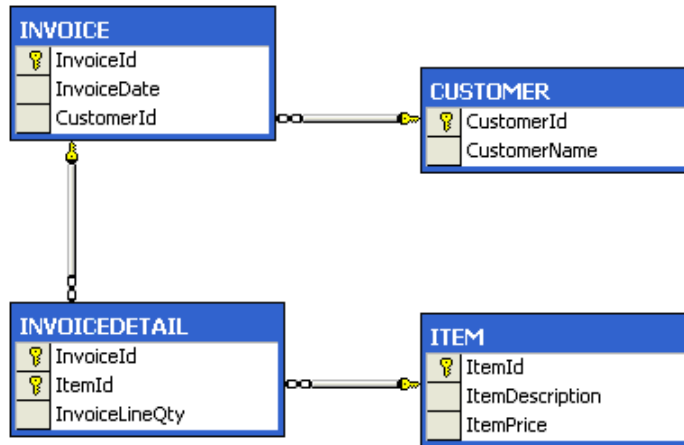 INVOICE
InvoiceId
InvoiceDate
CustomerId
CUSTOMER
CustomerId
CustomerName
INVOICEDETAIL
InvoiceId
ItemId
InvoiceLineQty
ITEM
ItemId
ItemDescription
ItemPrice